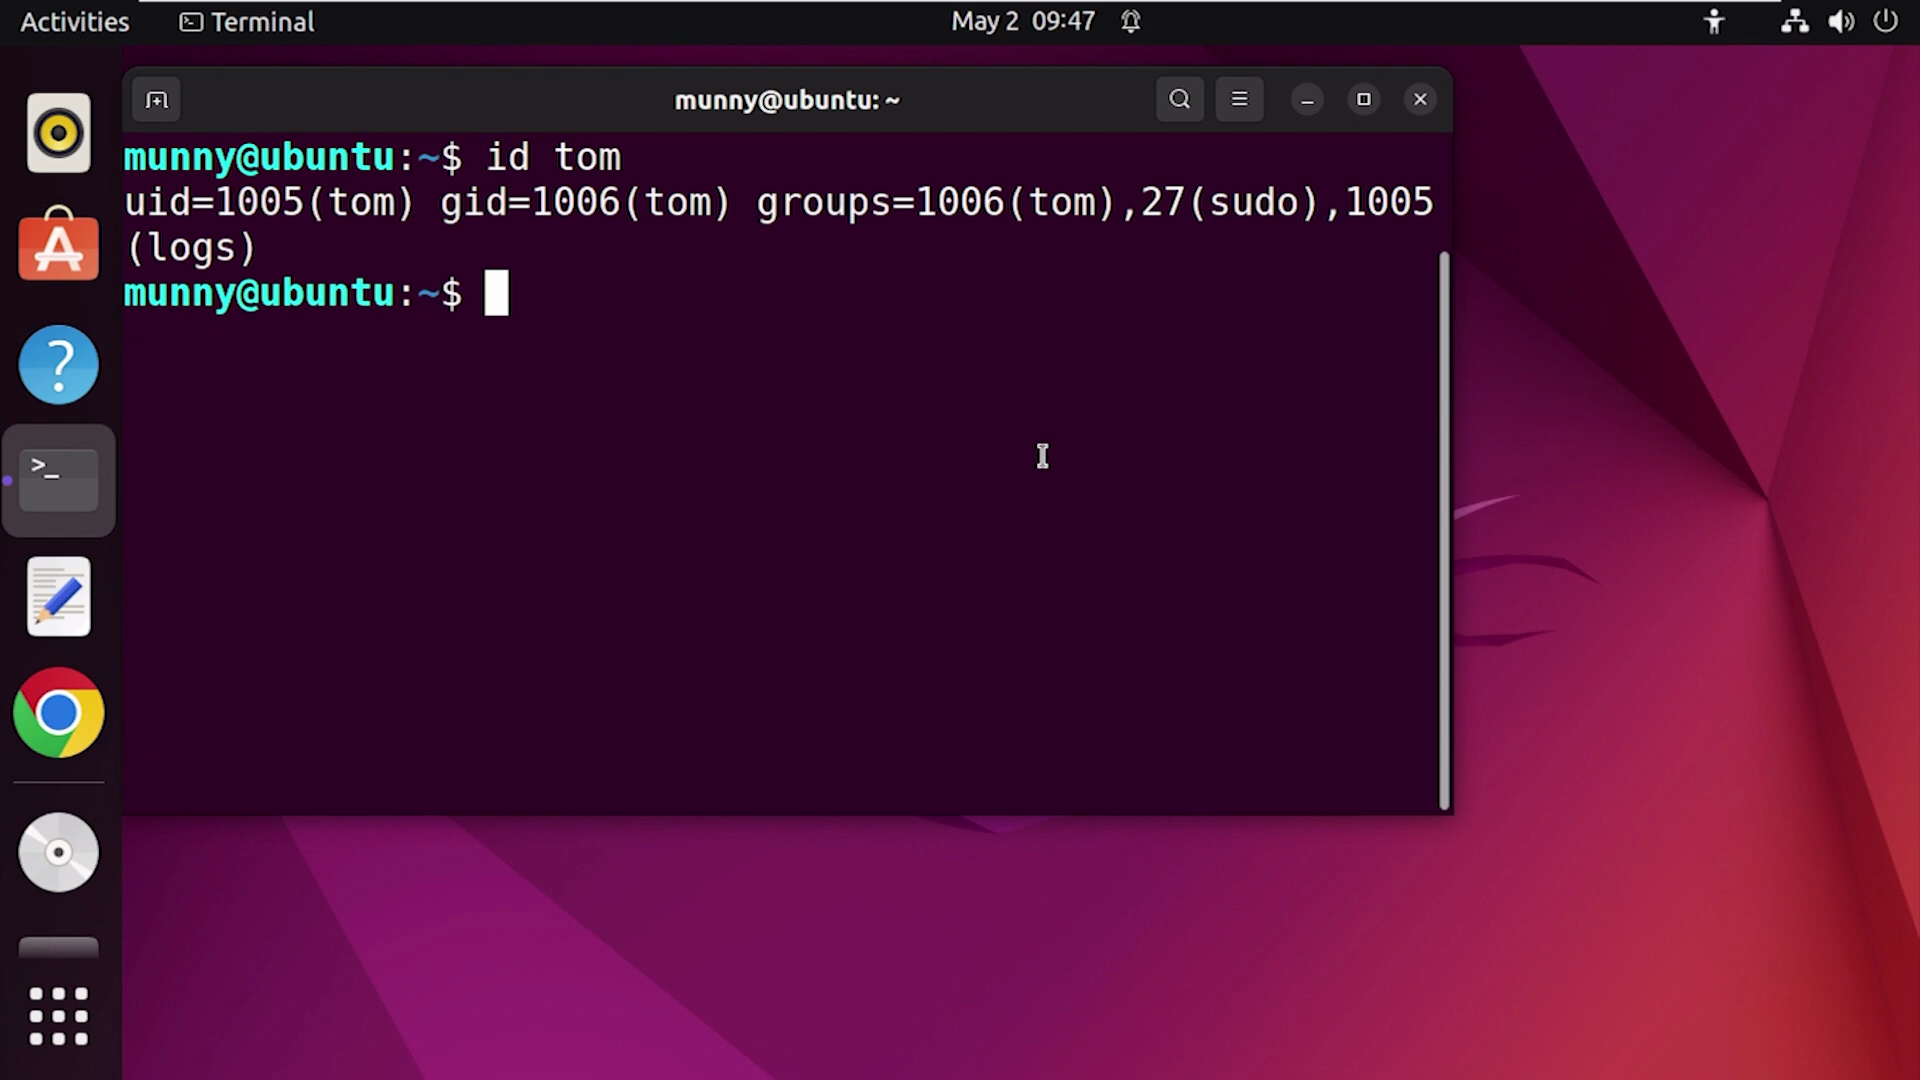 Activities Terminal May 2 09:47
munny@ubuntu: ~
munny@ubuntu:~$ id tom
uid=1005(tom) gid=1006(tom) groups=1006(tom),27(sudo),1005
(logs)
munny@ubuntu:~$